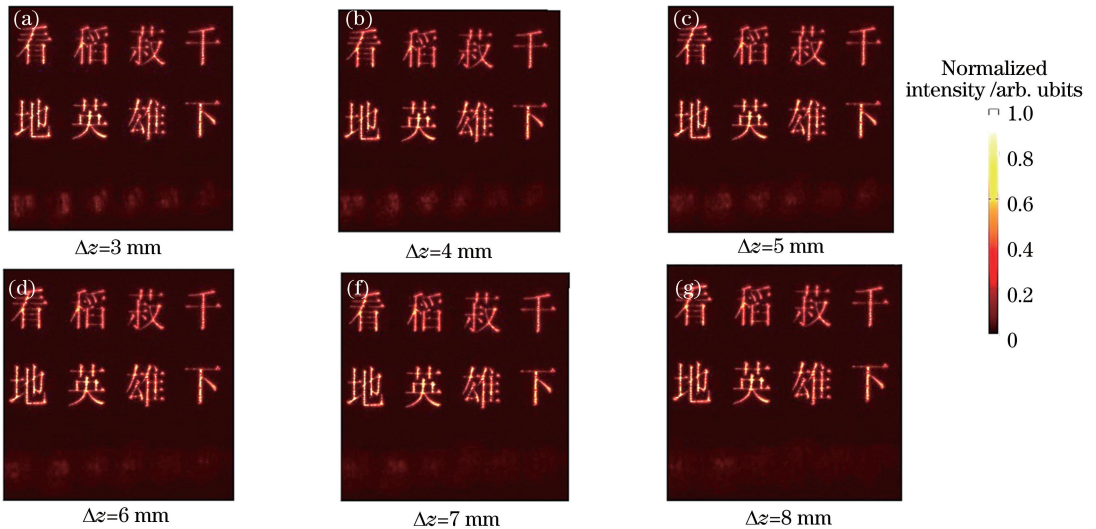 (a)
看 稻 菽 千
地 英 雄 下
Δz=3 mm
(b)
看 稻 菽 千
地 英 雄 下
Δz=4 mm
(c)
看 稻 菽 千
地 英 雄 下
Δz=5 mm
Normalized
intensity /arb. ubits
1.0
0.8
0.6
0.4
0.2
0
(d)
看 稻 菽 千
地 英 雄 下
Δz=6 mm
(f)
看 稻 菽 千
地 英 雄 下
Δz=7 mm
(g)
看 稻 菽 千
地 英 雄 下
Δz=8 mm